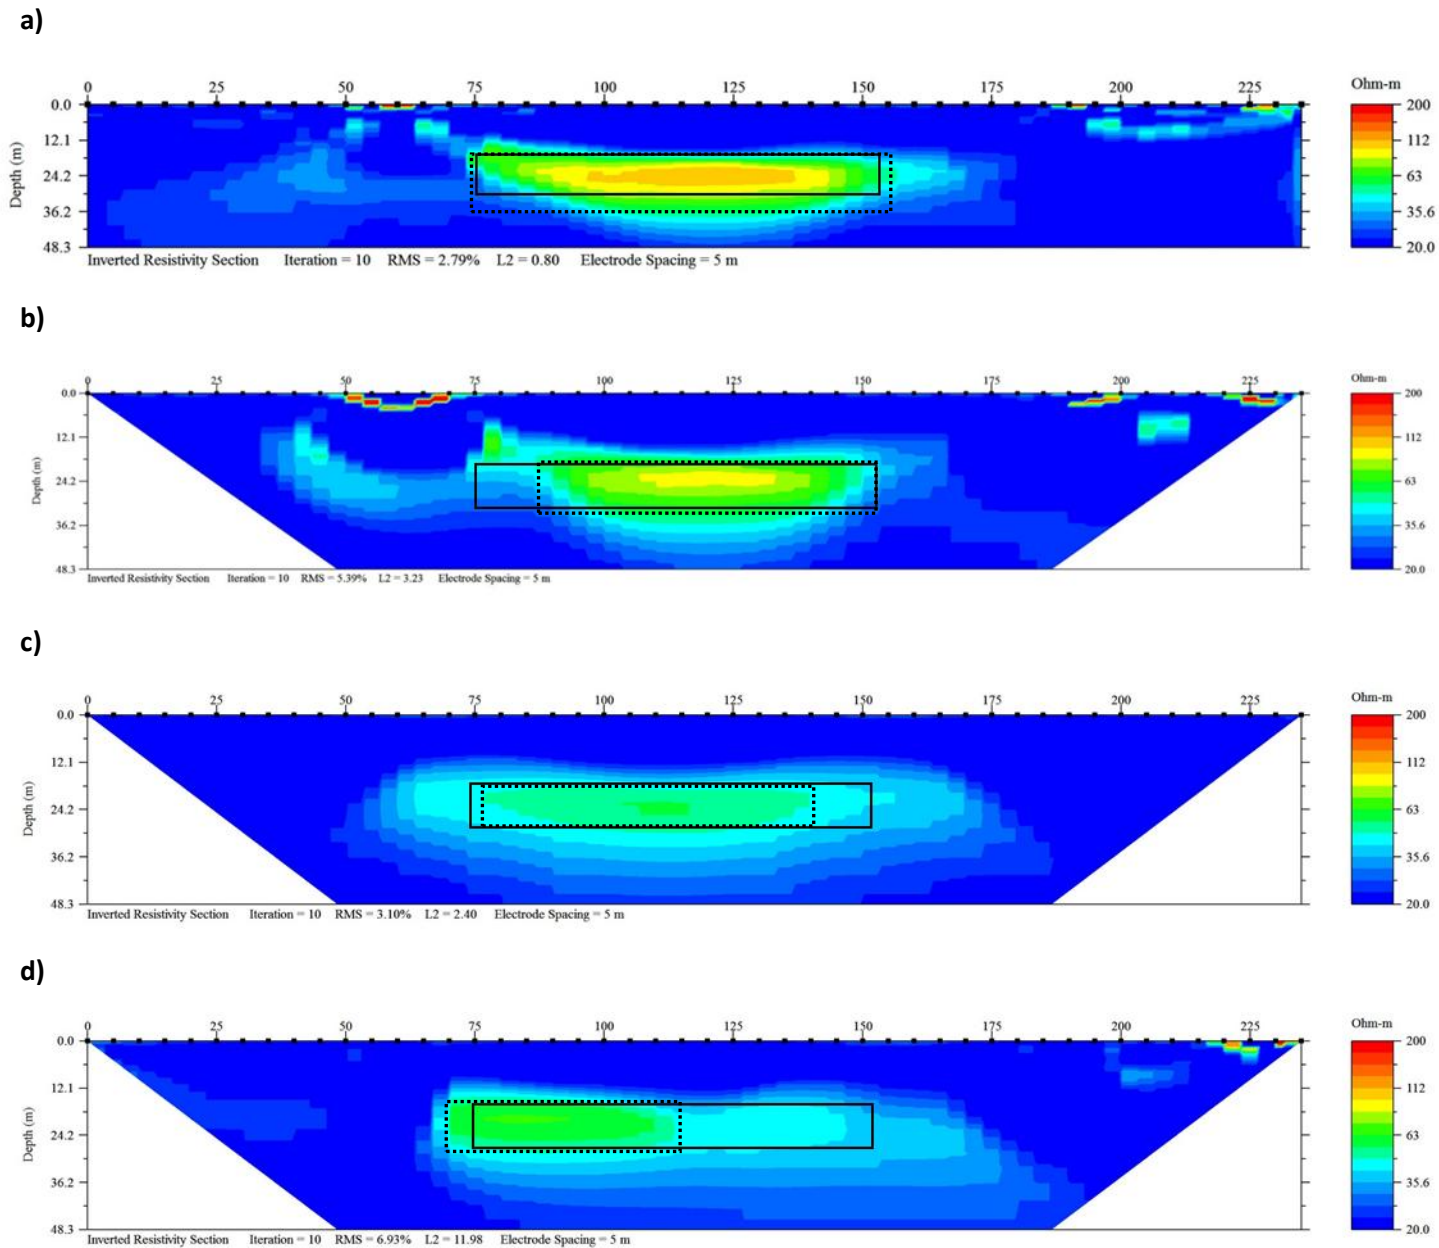 a)
0 25 50 75 100 125 150 175 200 225 Ohm-m
0.0 200
12.1 112
24.2 63
36.2 35.6
48.3 20.0
Depth (m)
Inverted Resistivity Section Iteration = 10 RMS = 2.79% L2 = 0.80 Electrode Spacing = 5 m
b)
0 25 50 75 100 125 150 175 200 225 Ohm-m
0.0 200
12.1 112
24.2 63
36.2 35.6
48.3 20.0
Depth (m)
Inverted Resistivity Section Iteration = 10 RMS = 5.39% L2 = 3.23 Electrode Spacing = 5 m
c)
0 25 50 75 100 125 150 175 200 225 Ohm-m
0.0 200
12.1 112
24.2 63
36.2 35.6
48.3 20.0
Depth (m)
Inverted Resistivity Section Iteration = 10 RMS = 3.10% L2 = 2.40 Electrode Spacing = 5 m
d)
0 25 50 75 100 125 150 175 200 225 Ohm-m
0.0 200
12.1 112
24.2 63
36.2 35.6
48.3 20.0
Depth (m)
Inverted Resistivity Section Iteration = 10 RMS = 6.93% L2 = 11.98 Electrode Spacing = 5 m